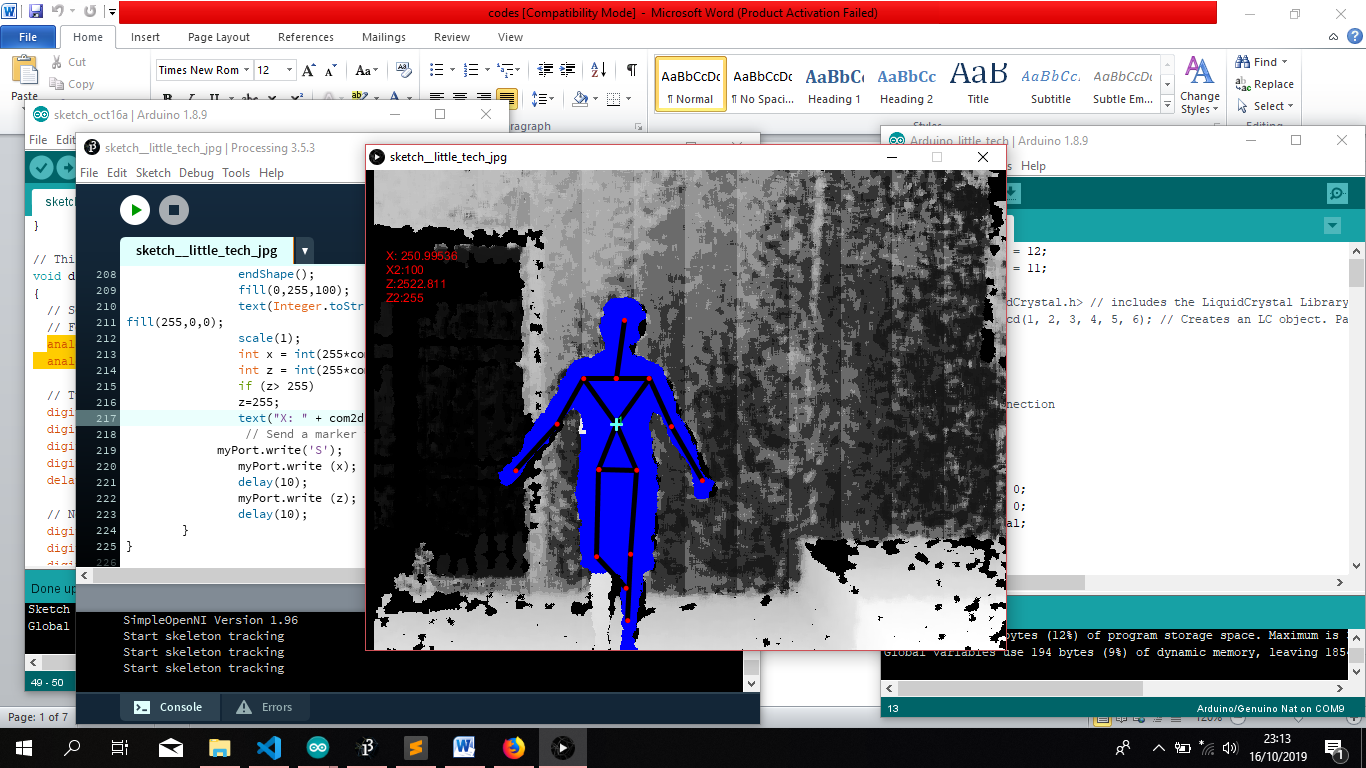 codes [Compatibility Mode] - Microsoft Word (Product Activation Failed)
File Home Insert Page Layout References Mailings Review View
Cut
Copy
Paste
Times New Rom 12
AaBbCcDc AaBbCcDc AaBbCc AaBbCc AaB AaBbCc. AaBbCcDc
¶ Normal ¶ No Spaci... Heading 1 Heading 2 Title Subtitle Subtle Em...
Change
Styles
Find
Replace
Select
ragraph
Styles
sketch_oct16a | Arduino 1.8.9
File Edi
sketc
}
// Thi
void d
{
// S
// F
anal
anal
// T
digi
digi
digi
digi
dela
// N
digi
digi
digi
Done up
Sketch
Global
49 - 50
sketch__little_tech_jpg | Processing 3.5.3
File Edit Sketch Debug Tools Help
sketch__little_tech_jpg
208 endShape();
209 fill(0,255,100);
210 text(Integer.toStr
211 fill(255,0,0);
212 scale(1);
213 int x = int(255*com
214 int z = int(255*com
215 if (z> 255)
216 z=255;
217 text("X: " + com2d
218 // Send a marker
219 myPort.write('S');
220 myPort.write (x);
221 delay(10);
222 myPort.write (z);
223 delay(10);
224 }
225 }
226
SimpleOpenNI Version 1.96
Start skeleton tracking
Start skeleton tracking
Start skeleton tracking
Console Errors
sketch__little_tech_jpg
X: 250.99536
X2:100
Z:2522.811
Z2:255
Arduino_little_tech | Arduino 1.8.9
s Help
= 12;
= 11;
dCrystal.h> // includes the LiquidCrystal Library
cd(1, 2, 3, 4, 5, 6); // Creates an LC object. Pa
nection
0;
0;
al;
bytes (12%) of program storage space. Maximum is
Global variables use 194 bytes (9%) of dynamic memory, leaving 1854
13 Arduino/Genuino Uno on COM9
Page: 1 of 7
120%
23:13
16/10/2019
1